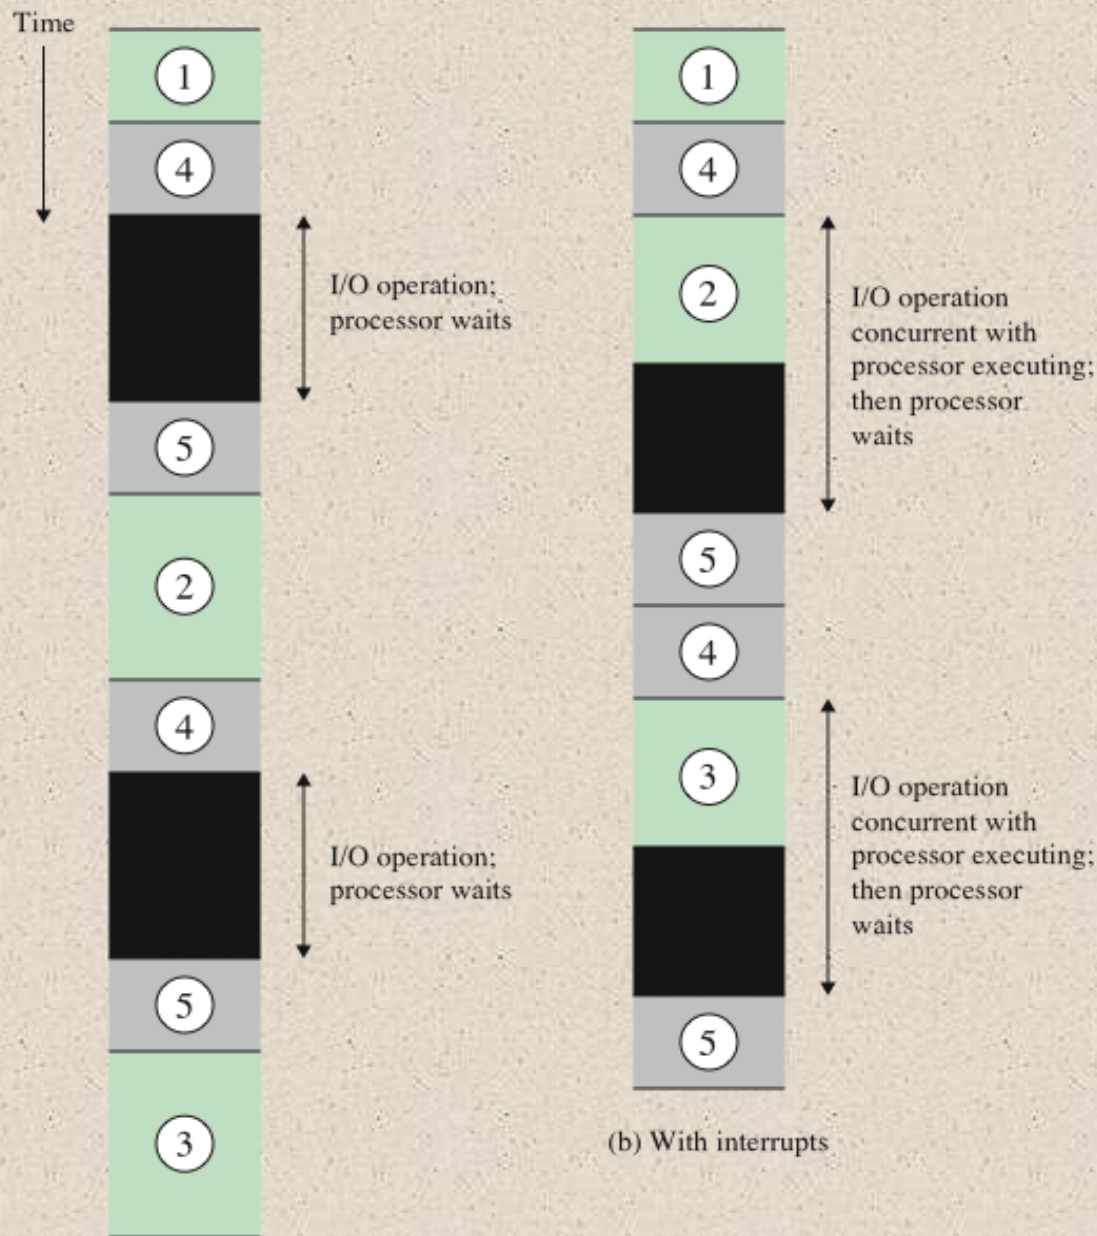 Time
1
4
I/O operation;
processor waits
5
2
4
I/O operation;
processor waits
5
3
1
4
2
I/O operation
concurrent with
processor executing;
then processor
waits
5
4
3
I/O operation
concurrent with
processor executing;
then processor
waits
5
(b) With interrupts